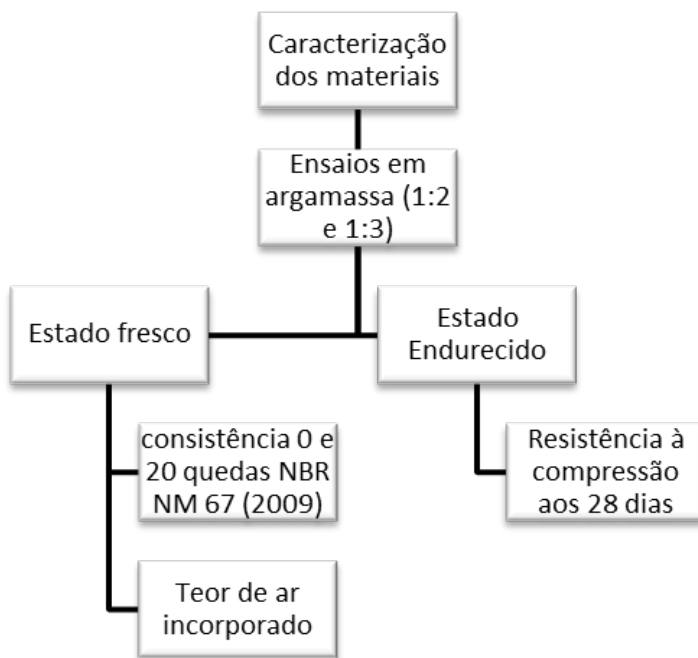 Caracterização
dos materiais
Ensaios em
argamassa (1:2
e 1:3)
Estado fresco
Estado
Endurecido
consistência 0 e
20 quedas NBR
NM 67 (2009)
Resistência à
compressão
aos 28 dias
Teor de ar
incorporado